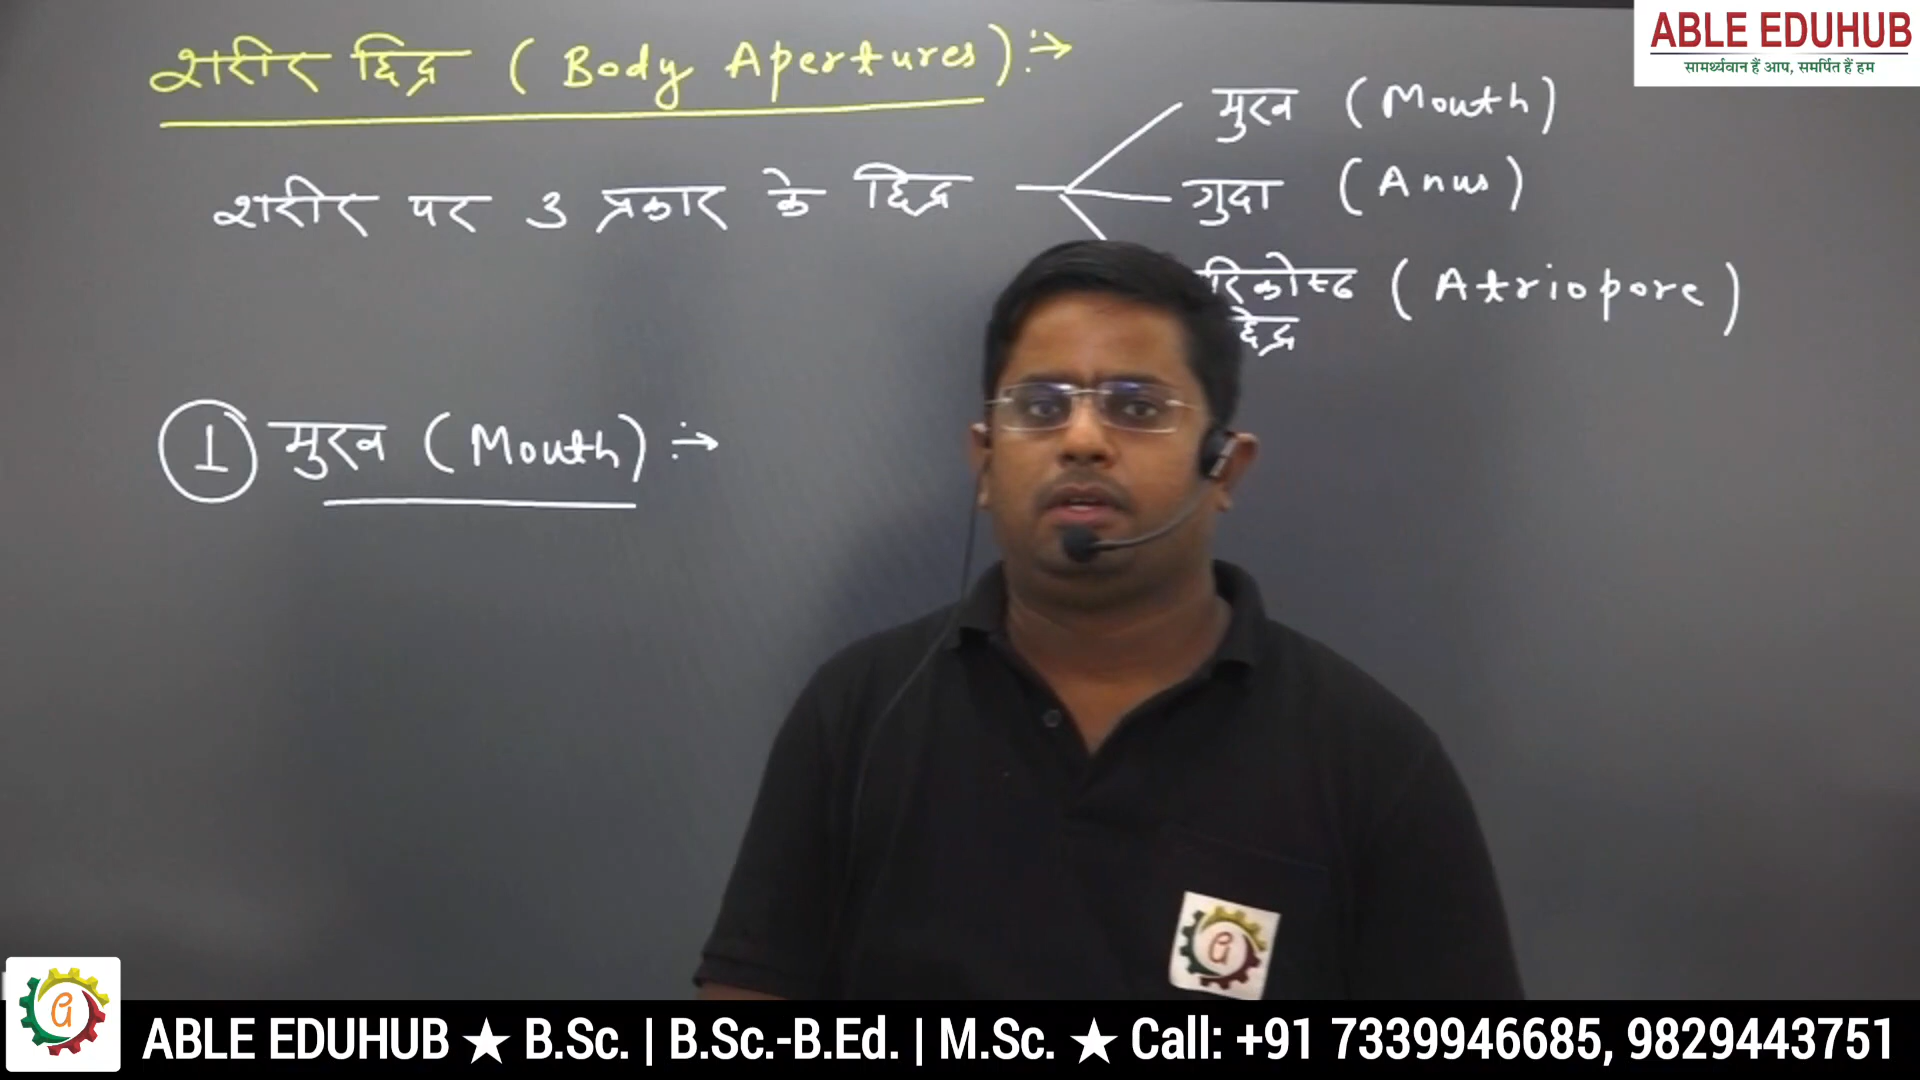 शरीर छिद्र ( Body Apertures ) :→
मुख ( Mouth )
शरीर पर 3 प्रकार के छिद्र
गुदा ( Anus )
( Atriopore )
① मुख ( Mouth ) :→
ABLE EDUHUB
सामर्थ्यवान हैं आप, समर्पित हैं हम
ABLE EDUHUB ★ B.Sc. | B.Sc.-B.Ed. | M.Sc. ★ Call: +91 7339946685, 9829443751